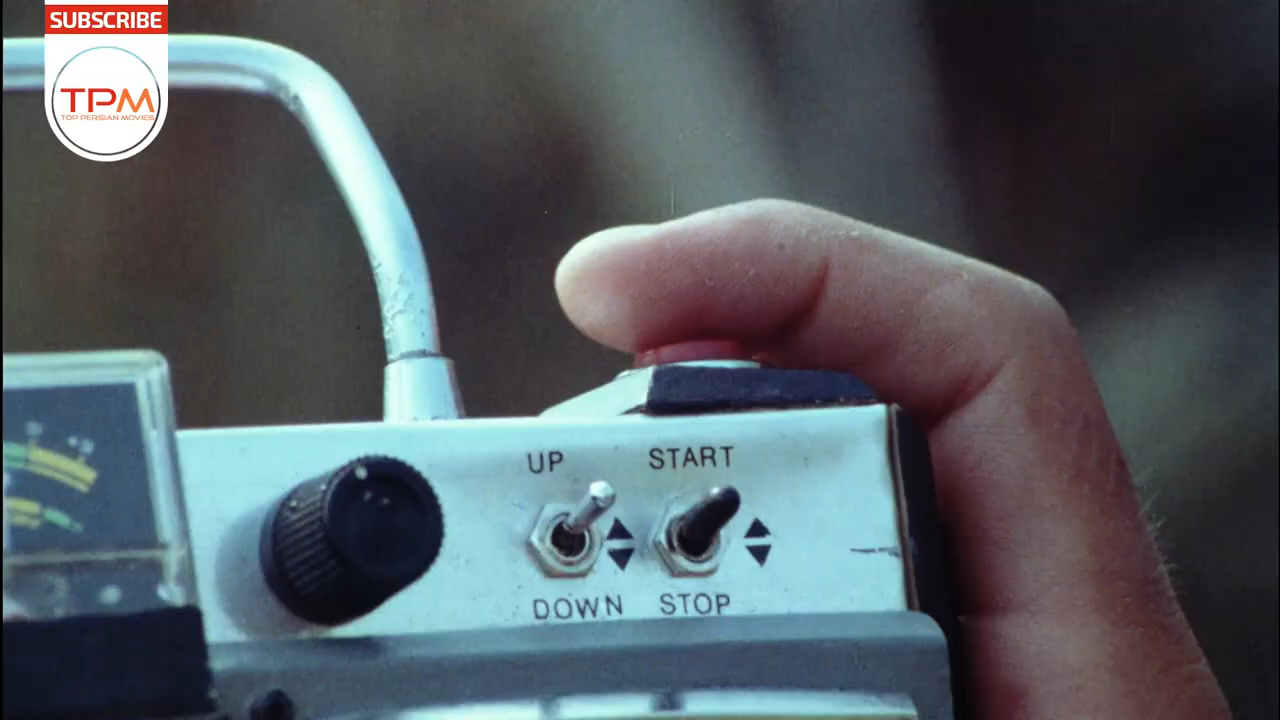 SUBSCRIBE
TPM
TOP PERSIAN MOVIES
UP
START
DOWN
STOP